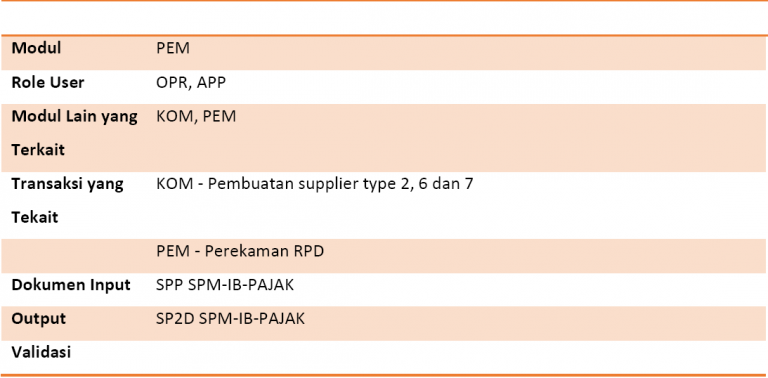 Modul PEM
Role User OPR, APP
Modul Lain yang KOM, PEM
Terkait
Transaksi yang KOM - Pembuatan supplier type 2, 6 dan 7
Tekait
PEM - Perekaman RPD
Dokumen Input SPP SPM-IB-PAJAK
Output SP2D SPM-IB-PAJAK
Validasi